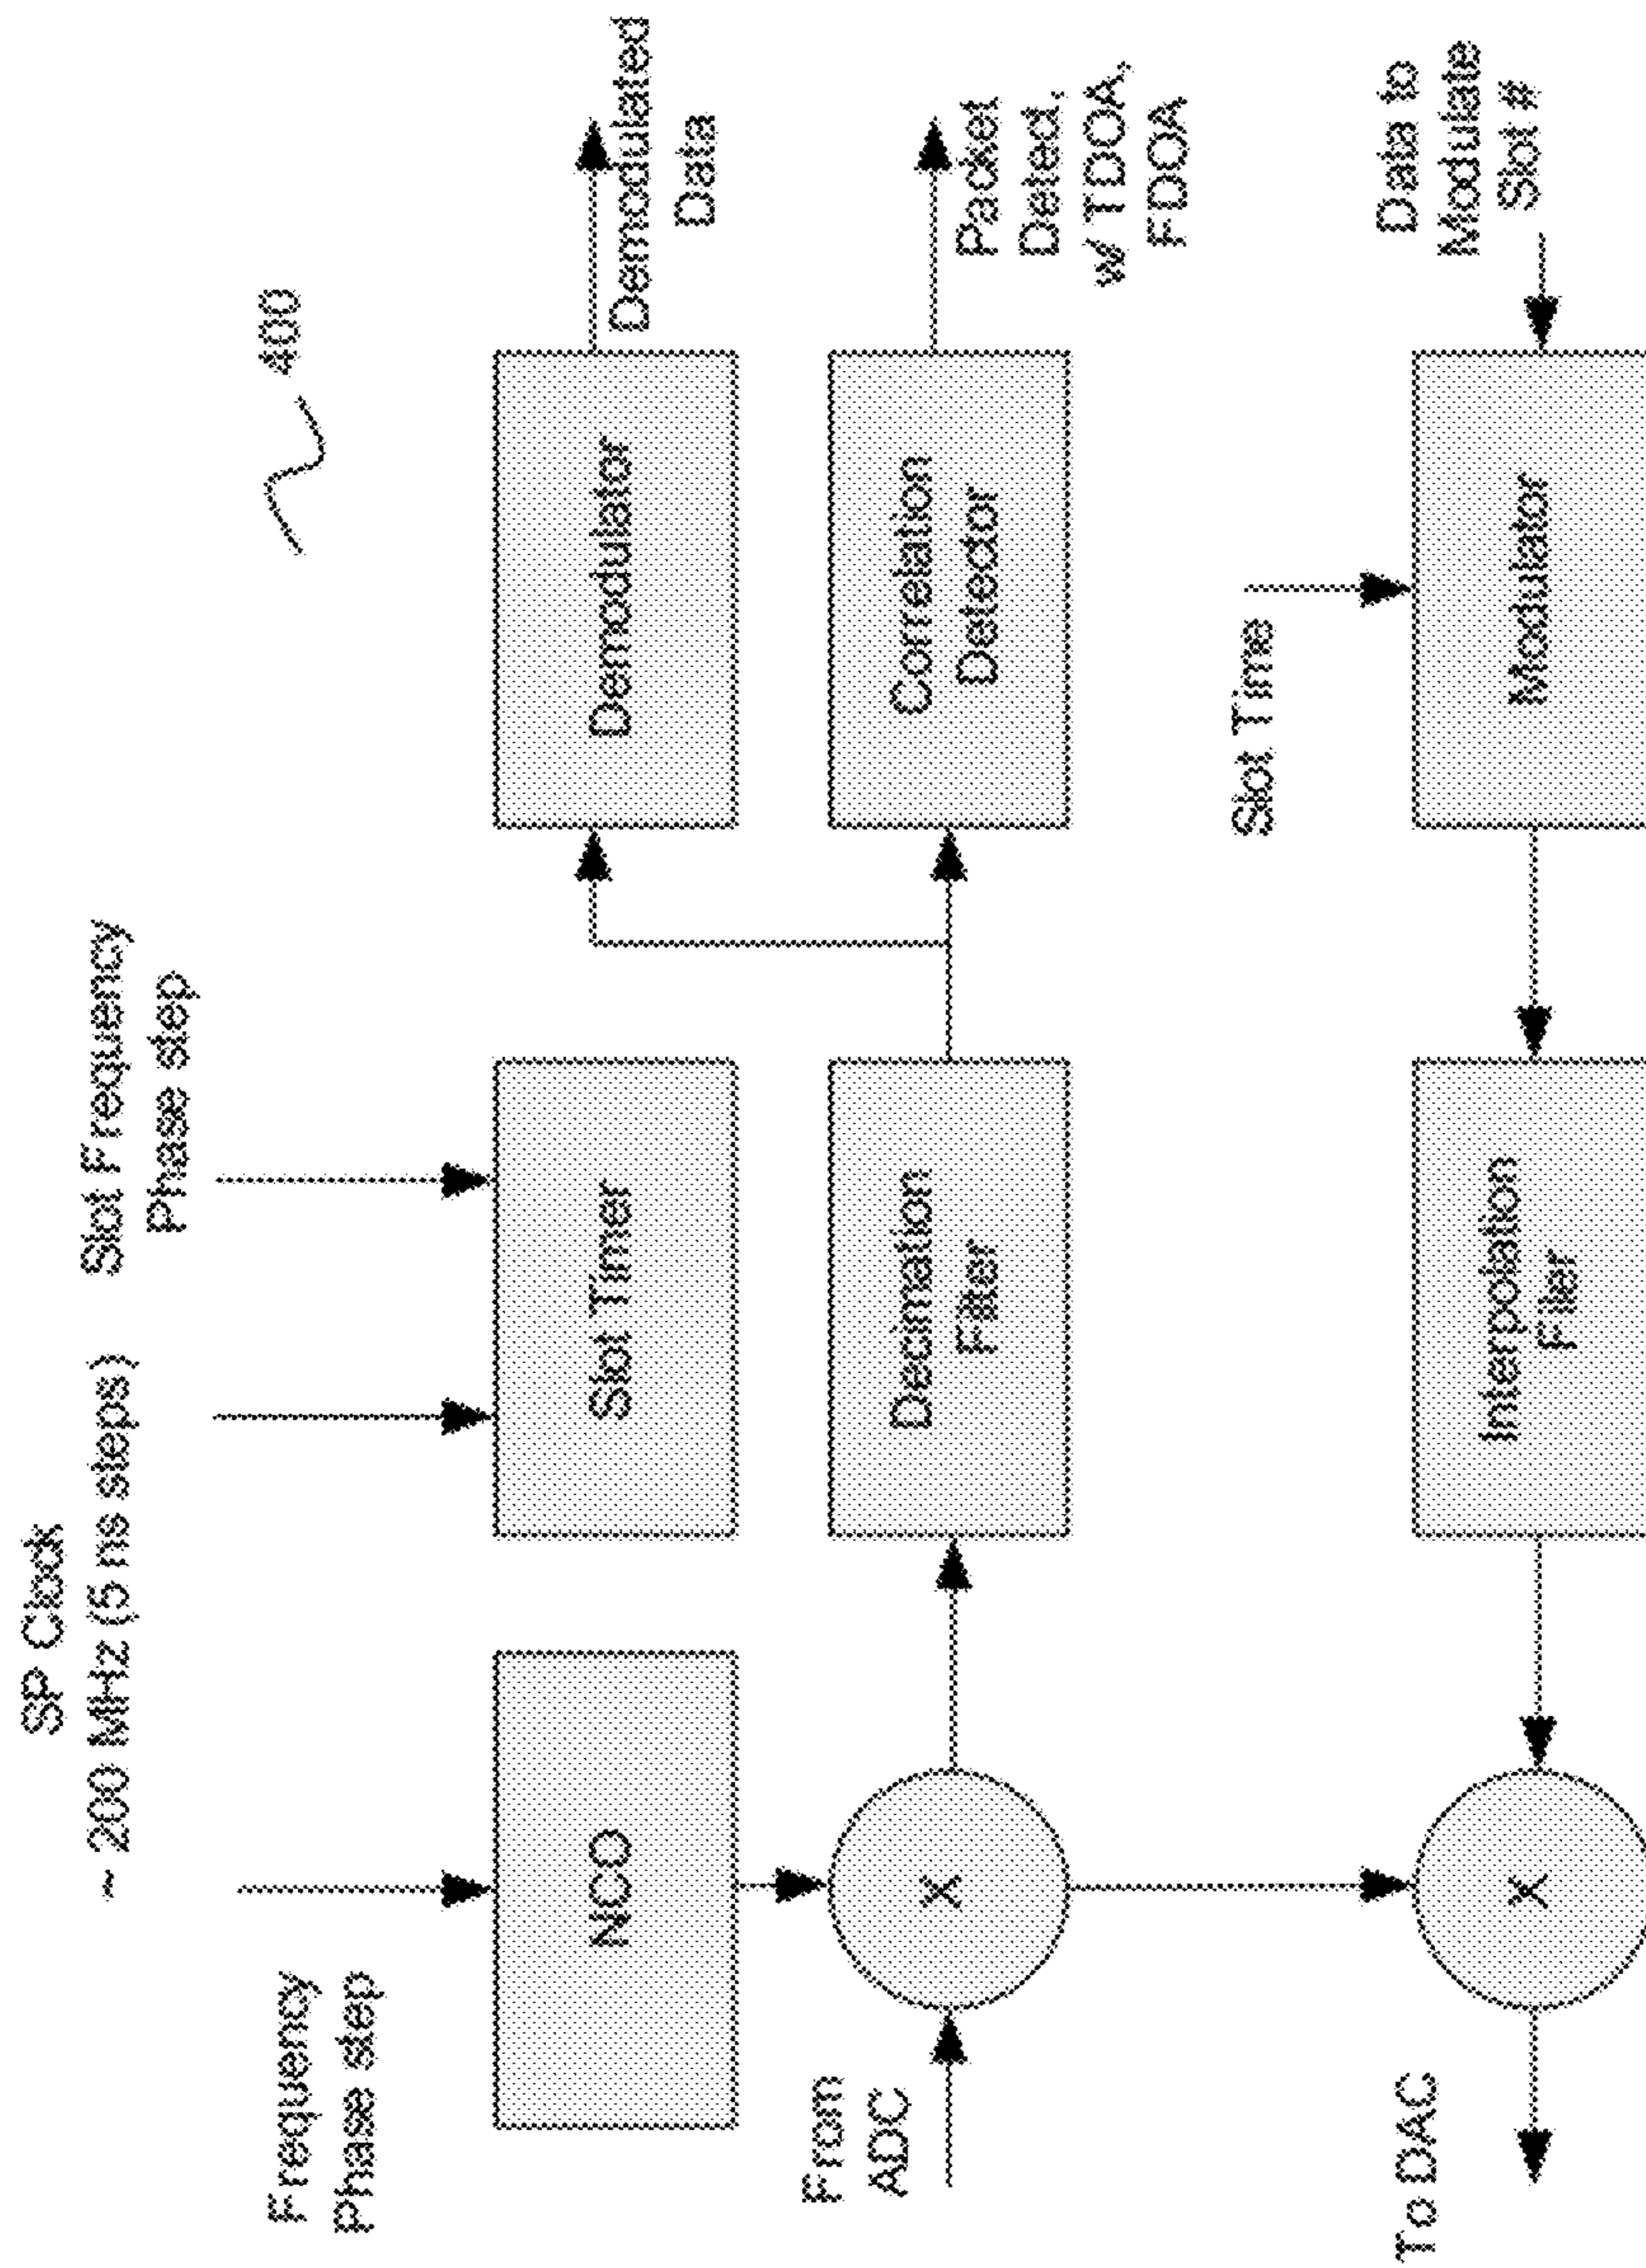 SP Clock
~ 200 MHz (5 ns steps)
Slot Frequency
Phase step
400
Frequency
Phase step
NCO
Slot Timer
Demodulator
Demodulated
Data
From
ADC
X
Decimation
Filter
Correlation
Detector
Packet
Deted,
w/ TDOA,
FDOA
Slot Time
To DAC
X
Interpolation
Filer
Modulator
Data to
Modulate
Slot #